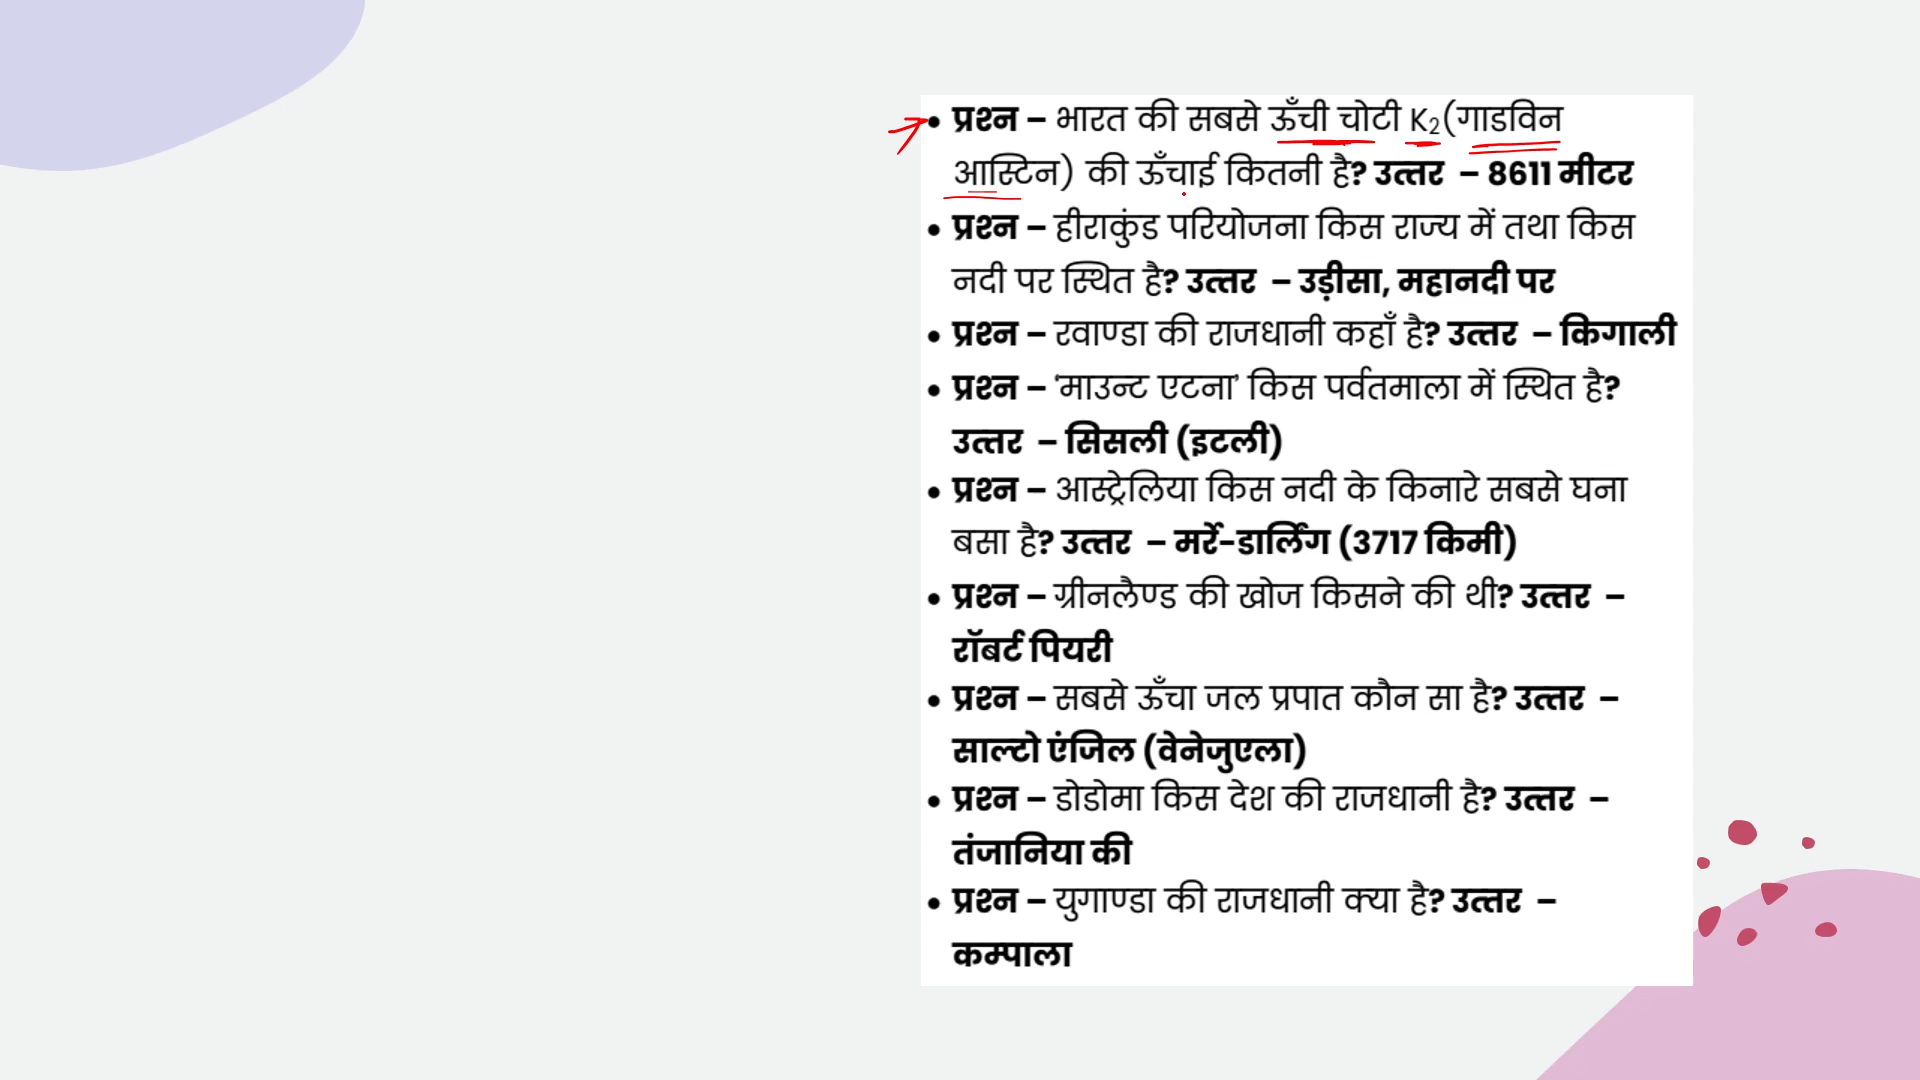 • प्रश्न – भारत की सबसे ऊँची चोटी K₂(गाडविन
आस्टिन) की ऊँचाई कितनी है? उत्तर – 8611 मीटर
• प्रश्न – हीराकुंड परियोजना किस राज्य में तथा किस
नदी पर स्थित है? उत्तर – उड़ीसा, महानदी पर
• प्रश्न – रवाण्डा की राजधानी कहाँ है? उत्तर – किगाली
• प्रश्न – ‘माउन्ट एटना’ किस पर्वतमाला में स्थित है?
उत्तर – सिसली (इटली)
• प्रश्न – आस्ट्रेलिया किस नदी के किनारे सबसे घना
बसा है? उत्तर – मर्रे-डार्लिंग (3717 किमी)
• प्रश्न – ग्रीनलैण्ड की खोज किसने की थी? उत्तर –
रॉबर्ट पियरी
• प्रश्न – सबसे ऊँचा जल प्रपात कौन सा है? उत्तर –
साल्टो एंजिल (वेनेजुएला)
• प्रश्न – डोडोमा किस देश की राजधानी है? उत्तर –
तंजानिया की
• प्रश्न – युगाण्डा की राजधानी क्या है? उत्तर –
कम्पाला